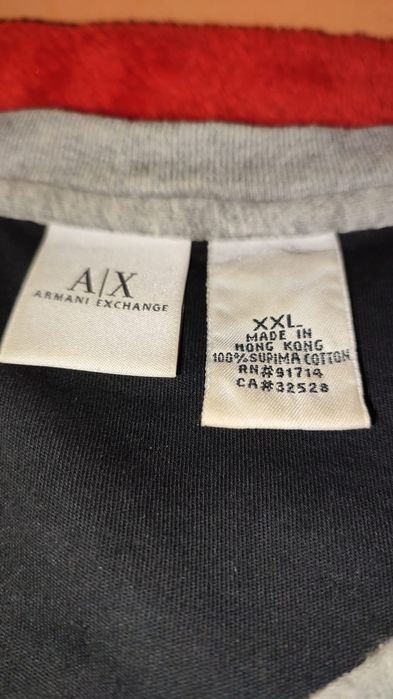 A|X
ARMANI EXCHANGE
XXL
MADE IN
HONG KONG
100% SUPIMA COTTON
RN#91714
CA#32528